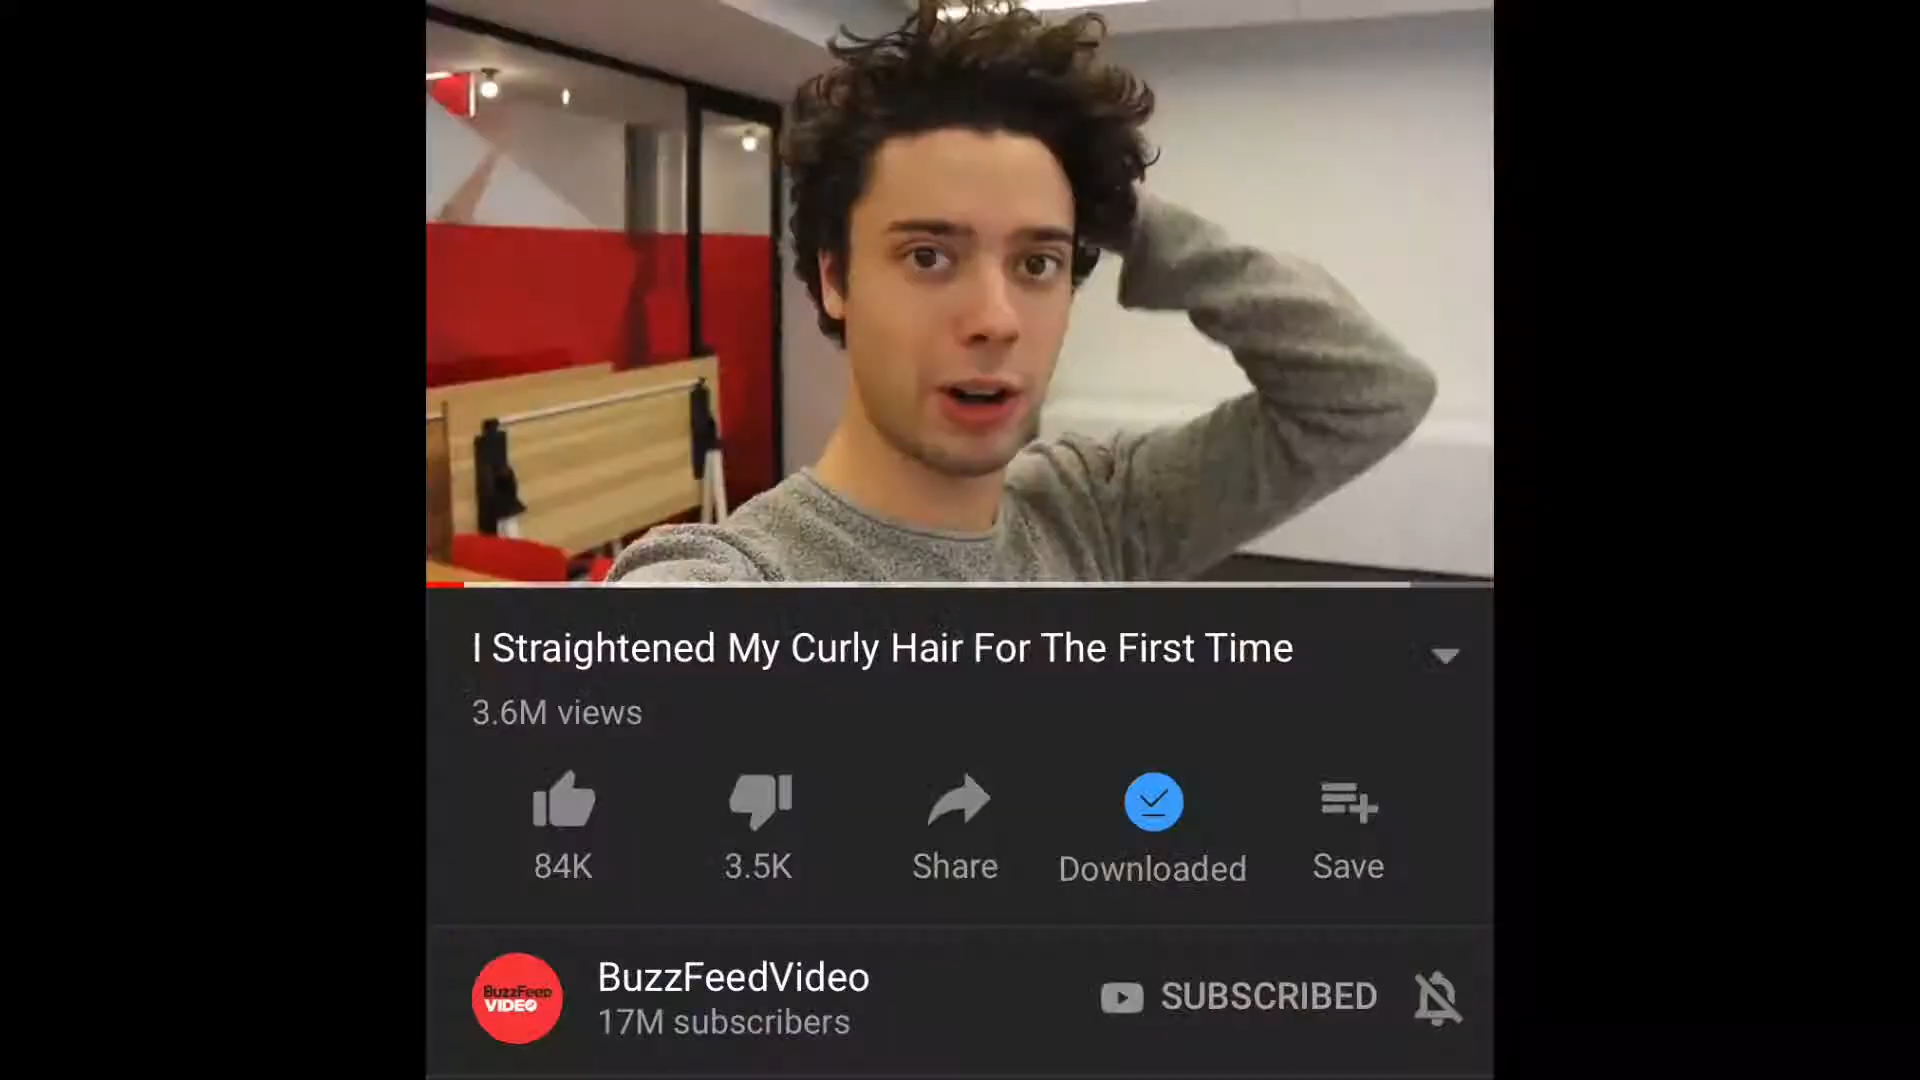 I Straightened My Curly Hair For The First Time
3.6M views
84K
3.5K
Share
Downloaded
Save
BuzzFeed
VIDEO
BuzzFeedVideo
17M subscribers
SUBSCRIBED